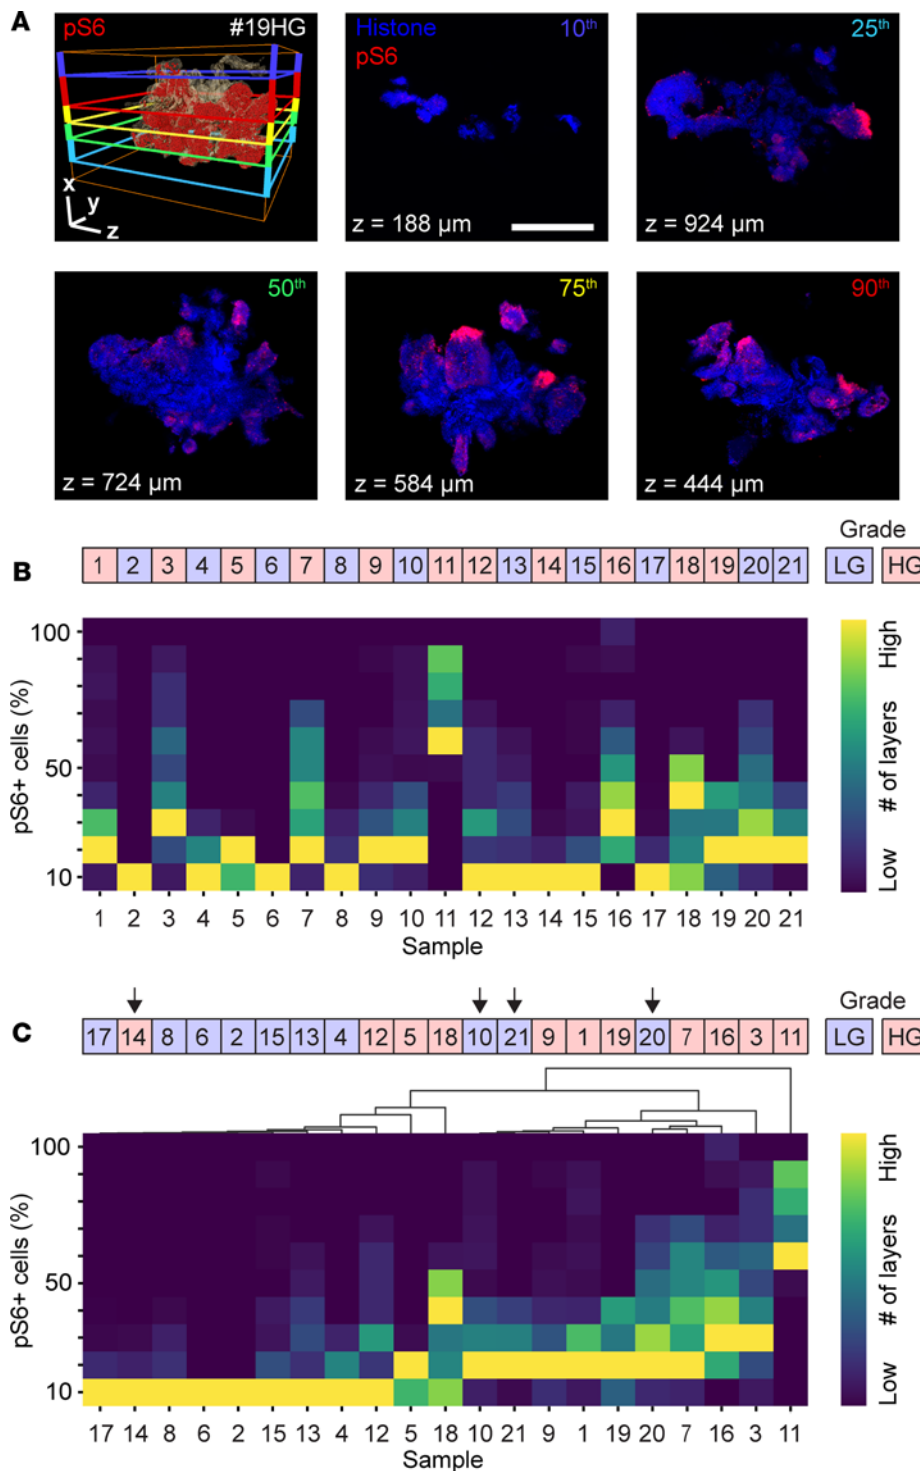 A
pS6 #19HG
x
y
z
Histone 10th
pS6
z = 188 µm
25th
z = 924 µm
50th
z = 724 µm
75th
z = 584 µm
90th
z = 444 µm
B
1 2 3 4 5 6 7 8 9 10 11 12 13 14 15 16 17 18 19 20 21
Grade
LG HG
pS6+ cells (%)
100
50
10
1 2 3 4 5 6 7 8 9 10 11 12 13 14 15 16 17 18 19 20 21
Sample
Low # of layers High
C
17 14 8 6 2 15 13 4 12 5 18 10 21 9 1 19 20 7 16 3 11
Grade
LG HG
pS6+ cells (%)
100
50
10
17 14 8 6 2 15 13 4 12 5 18 10 21 9 1 19 20 7 16 3 11
Sample
Low # of layers High